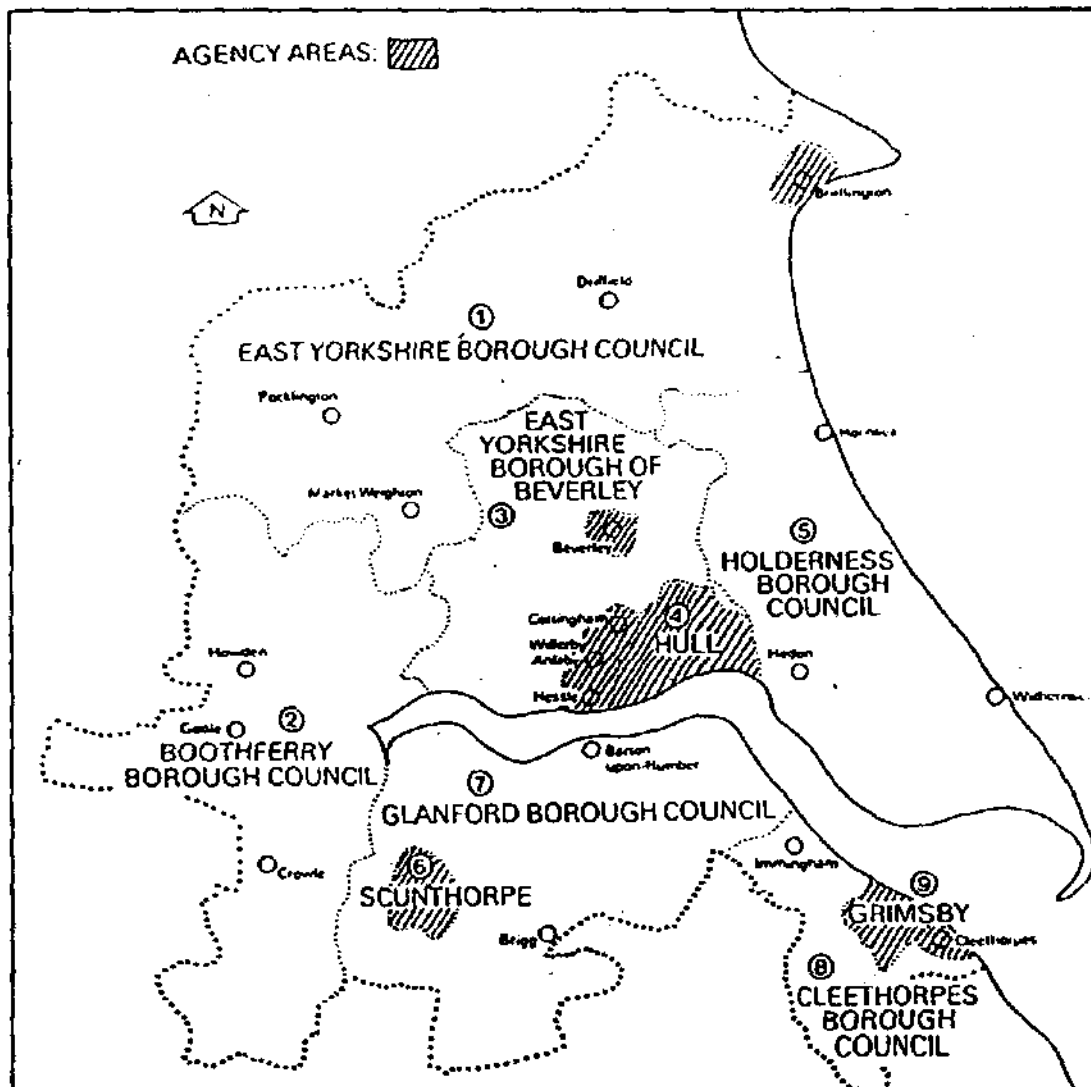 AGENCY AREAS:
N
Bridlington
Driffield
①
EAST YORKSHIRE BOROUGH COUNCIL
Pocklington
EAST
YORKSHIRE
BOROUGH OF
BEVERLEY
Hornsea
Market Weighton
③
Beverley
⑤
HOLDERNESS
BOROUGH
COUNCIL
Cottingham
④
HULL
Willerby
Anlaby
Howden
Hedon
Hessle
Withernsea
Goole
②
BOOTHFERRY
BOROUGH COUNCIL
Barton
upon-Humber
⑦
GLANFORD BOROUGH COUNCIL
Immingham
Crowle
⑥
SCUNTHORPE
⑨
GRIMSBY
Brigg
Cleethorpes
⑧
CLEETHORPES
BOROUGH
COUNCIL